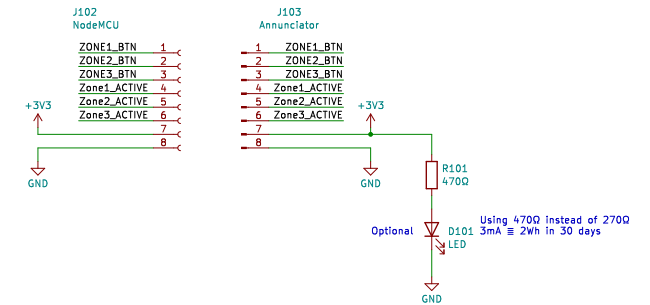 J102
NodeMCU
ZONE1_BTN 1
ZONE2_BTN 2
ZONE3_BTN 3
Zone1_ACTIVE 4
Zone2_ACTIVE 5
Zone3_ACTIVE 6
7
8
+3V3
GND
J103
Annunciator
1 ZONE1_BTN
2 ZONE2_BTN
3 ZONE3_BTN
4 Zone1_ACTIVE
5 Zone2_ACTIVE
6 Zone3_ACTIVE
7
8
+3V3
GND
R101
470Ω
Optional
D101
LED
Using 470Ω instead of 270Ω
3mA ≣ 2Wh in 30 days
GND